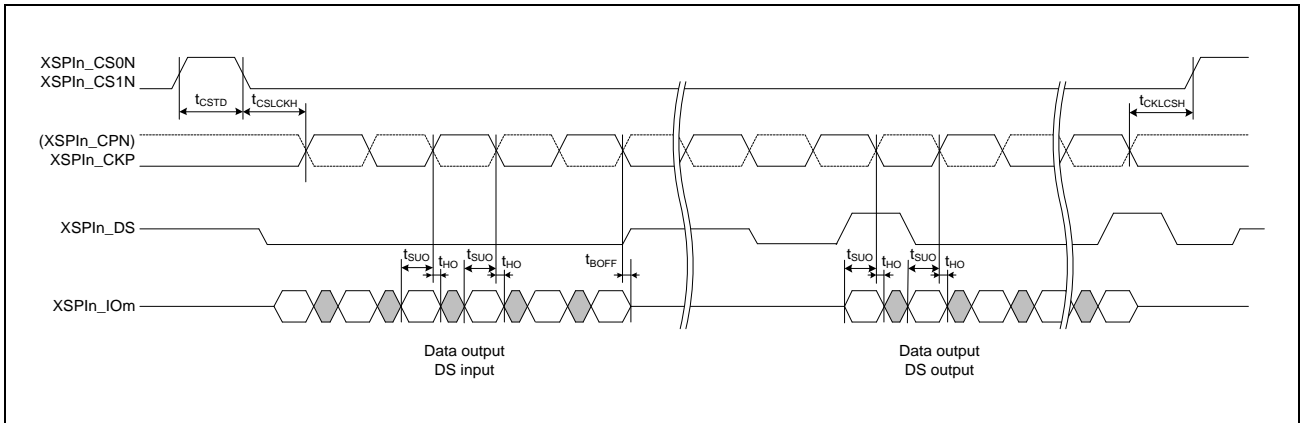 XSPIn_CS0N
XSPIn_CS1N
tCSTD
tCSLCKH
tCKLCSH
(XSPIn_CPN)
XSPIn_CKP
XSPIn_DS
tSUO
tHO
tSUO
tHO
tBOFF
tSUO
tHO
tSUO
tHO
XSPIn_IOm
Data output
DS input
Data output
DS output